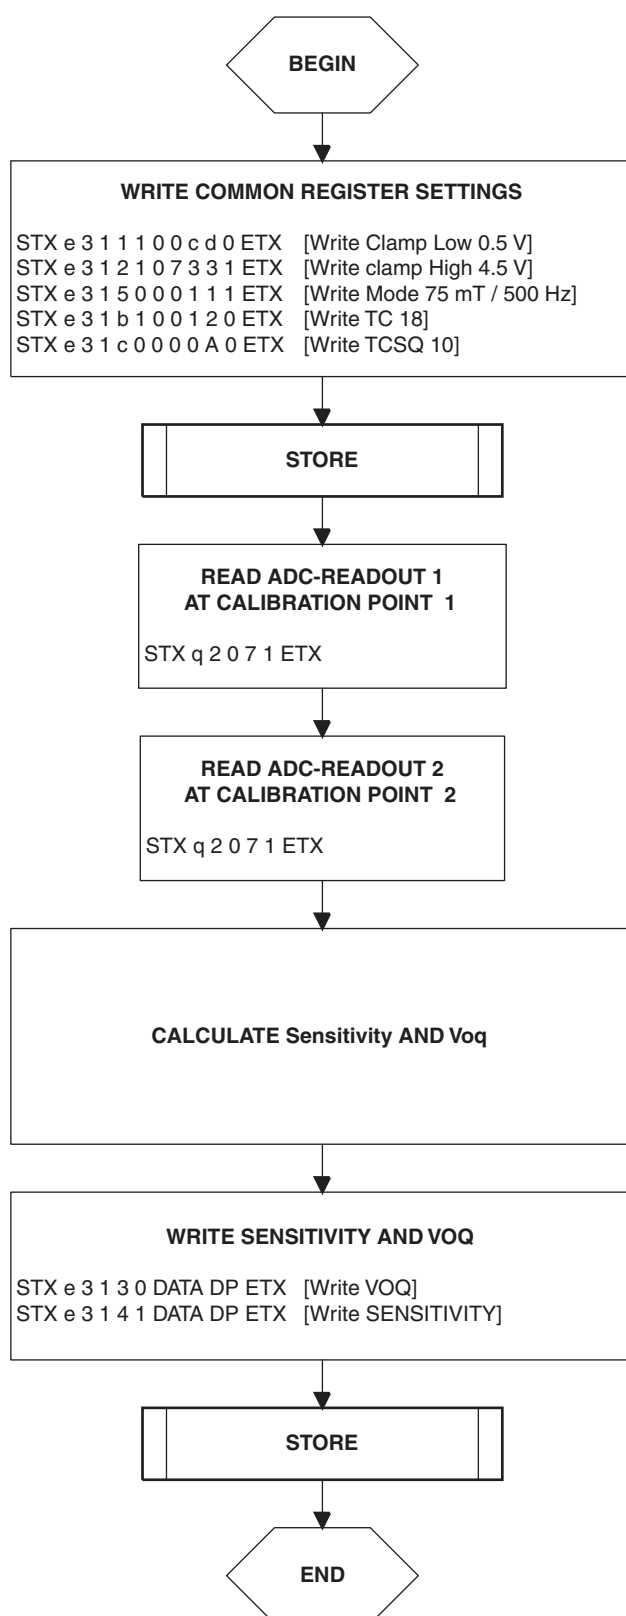 BEGIN
WRITE COMMON REGISTER SETTINGS
STX e 3 1 1 1 0 0 c d 0 ETX [Write Clamp Low 0.5 V]
STX e 3 1 2 1 0 7 3 3 1 ETX [Write clamp High 4.5 V]
STX e 3 1 5 0 0 0 1 1 1 ETX [Write Mode 75 mT / 500 Hz]
STX e 3 1 b 1 0 0 1 2 0 ETX [Write TC 18]
STX e 3 1 c 0 0 0 0 A 0 ETX [Write TCSQ 10]
STORE
READ ADC-READOUT 1
AT CALIBRATION POINT 1
STX q 2 0 7 1 ETX
READ ADC-READOUT 2
AT CALIBRATION POINT 2
STX q 2 0 7 1 ETX
CALCULATE Sensitivity AND Voq
WRITE SENSITIVITY AND VOQ
STX e 3 1 3 0 DATA DP ETX [Write VOQ]
STX e 3 1 4 1 DATA DP ETX [Write SENSITIVITY]
STORE
END